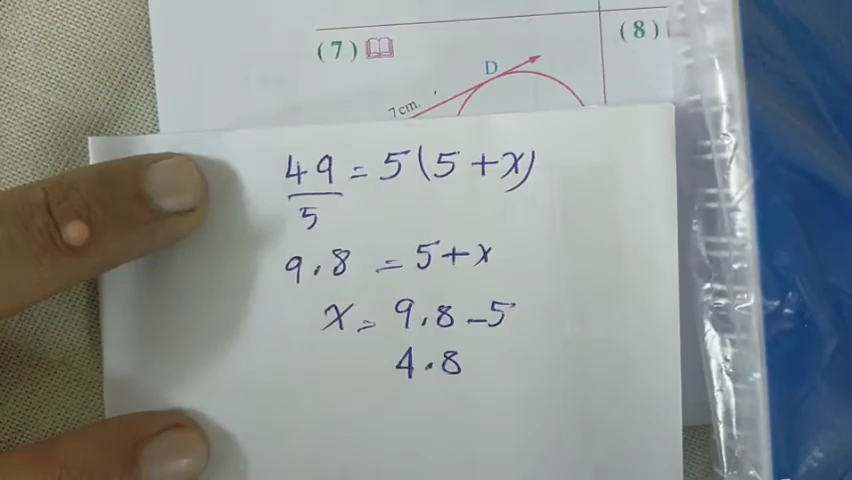 (7)
(8)
D
7cm.
49/5 = 5(5+x)
9.8 = 5+x
x = 9.8-5
4.8